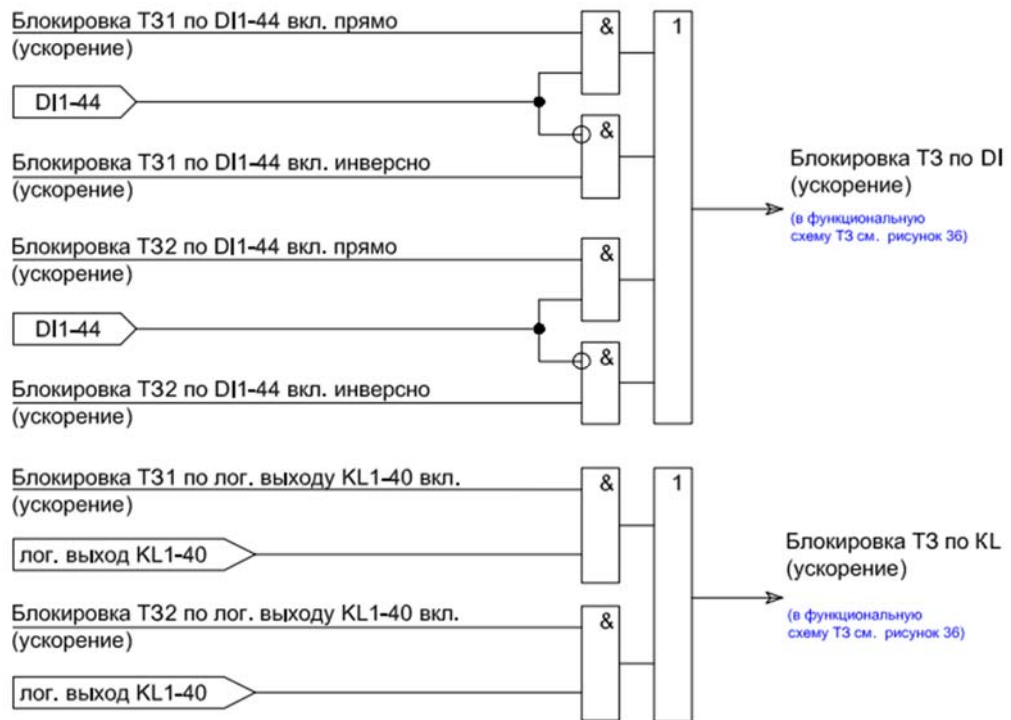 Блокировка ТЗ1 по DI1-44 вкл. прямо
(ускорение)
DI1-44
Блокировка ТЗ1 по DI1-44 вкл. инверсно
(ускорение)
&
&
1
Блокировка ТЗ2 по DI1-44 вкл. прямо
(ускорение)
DI1-44
Блокировка ТЗ2 по DI1-44 вкл. инверсно
(ускорение)
&
&
Блокировка ТЗ по DI
(ускорение)
(в функциональную
схему ТЗ см. рисунок 36)
Блокировка ТЗ1 по лог. выходу KL1-40 вкл.
(ускорение)
лог. выход KL1-40
&
1
Блокировка ТЗ2 по лог. выходу KL1-40 вкл.
(ускорение)
лог. выход KL1-40
&
Блокировка ТЗ по KL
(ускорение)
(в функциональную
схему ТЗ см. рисунок 36)